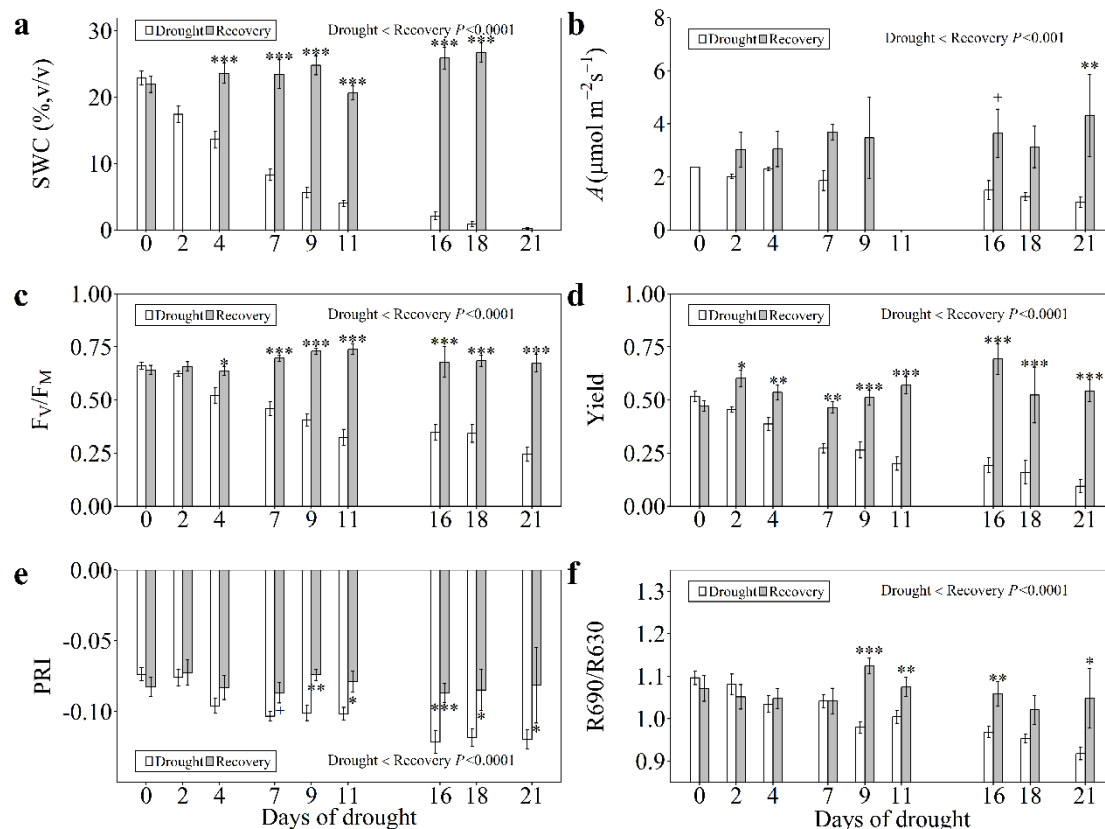 a
Drought Recovery
Drought < Recovery P<0.0001
SWC (%,v/v)
30
20
10
0
*** *** *** *** *** ***
0 2 4 7 9 11 16 18 21
b
Drought Recovery
Drought < Recovery P<0.001
A (μmol m⁻²s⁻¹)
8
6
4
2
0
+ **
0 2 4 7 9 11 16 18 21
c
Drought Recovery
Drought < Recovery P<0.0001
FV/FM
1.00
0.75
0.50
0.25
0.00
* *** *** *** *** *** ***
0 2 4 7 9 11 16 18 21
d
Drought Recovery
Drought < Recovery P<0.0001
Yield
1.00
0.75
0.50
0.25
0.00
* ** ** *** *** *** *** ***
0 2 4 7 9 11 16 18 21
e
PRI
0.00
-0.05
-0.10
+ ** * *** * *
Drought Recovery
Drought < Recovery P<0.0001
0 2 4 7 9 11 16 18 21
Days of drought
f
Drought Recovery
Drought < Recovery P<0.0001
R690/R630
1.3
1.2
1.1
1.0
0.9
*** ** ** *
0 2 4 7 9 11 16 18 21
Days of drought